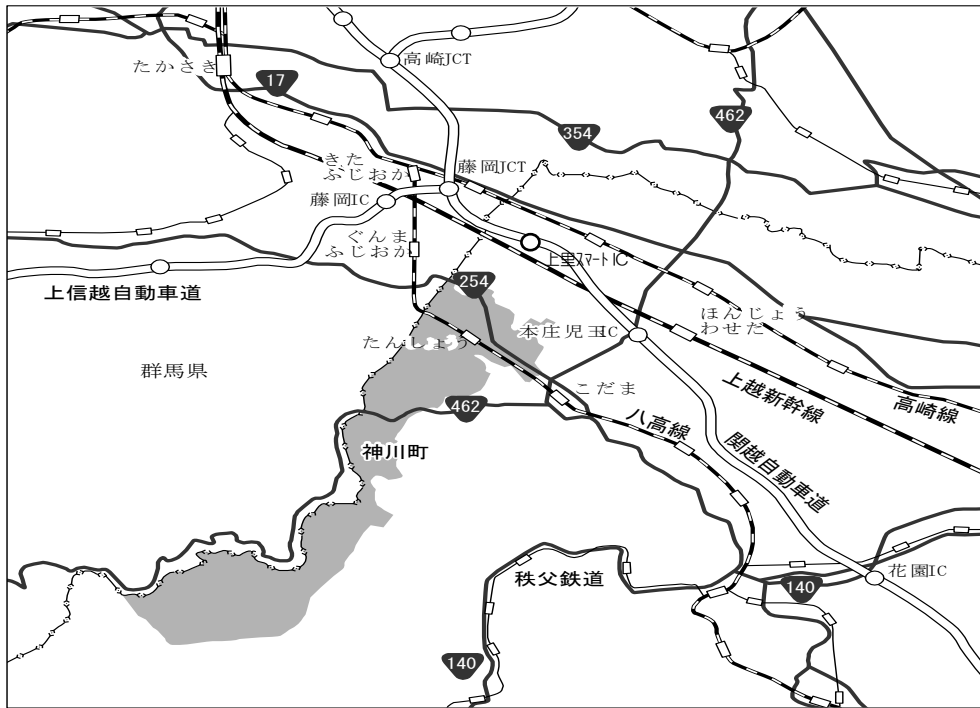 高崎JCT
たかさき
17
462
354
きた
ふじおか
藤岡JCT
藤岡IC
ぐんま
ふじおか
上里スマートIC
上信越自動車道
254
ほんじょう
わせだ
本庄児玉IC
たんしょう
群馬県
こだま
上越新幹線
高崎線
462
八高線
神川町
関越自動車道
秩父鉄道
花園IC
140
140